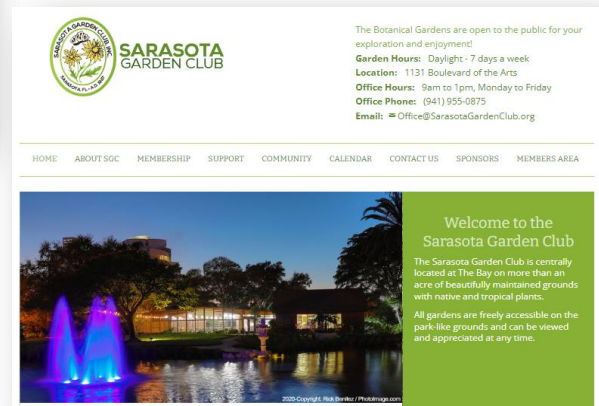 SARASOTA GARDEN CLUB, INC.
SARASOTA, FL
SARASOTA
GARDEN CLUB
The Botanical Gardens are open to the public for your
exploration and enjoyment!
Garden Hours: Daylight - 7 days a week
Location: 1131 Boulevard of the Arts
Office Hours: 9am to 1pm, Monday to Friday
Office Phone: (941) 955-0875
Email: Office@SarasotaGardenClub.org
HOME ABOUT SGC MEMBERSHIP SUPPORT COMMUNITY CALENDAR CONTACT US SPONSORS MEMBERS AREA
Welcome to the
Sarasota Garden Club
The Sarasota Garden Club is centrally
located at The Bay on more than an
acre of beautifully maintained grounds
with native and tropical plants.
All gardens are freely accessible on the
park-like grounds and can be viewed
and appreciated at any time.
2020-Copyright: Rick Benitez / PhotoImage.com